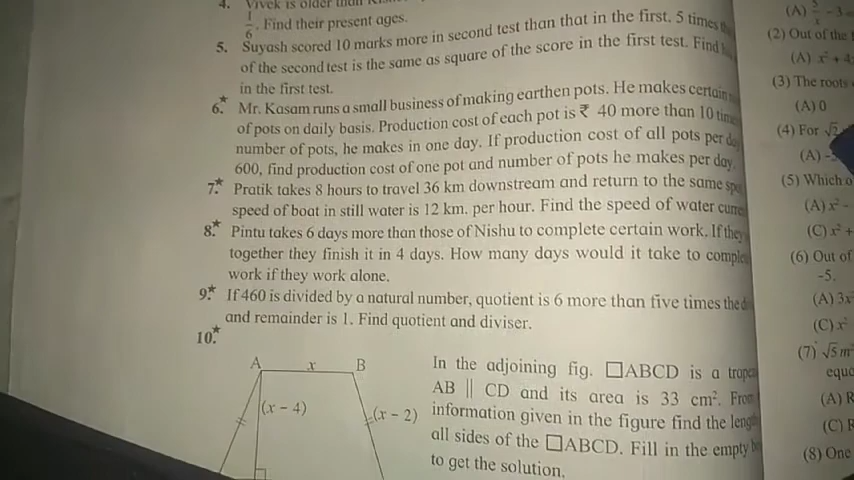 4. Vivek is older than
1/6. Find their present ages.
5. Suyash scored 10 marks more in second test than that in the first. 5 times
of the second test is the same as square of the score in the first test. Find
in the first test.
6.* Mr. Kasam runs a small business of making earthen pots. He makes certain
of pots on daily basis. Production cost of each pot is ₹ 40 more than 10
number of pots, he makes in one day. If production cost of all pots per
600, find production cost of one pot and number of pots he makes per day.
7.* Pratik takes 8 hours to travel 36 km downstream and return to the same
speed of boat in still water is 12 km. per hour. Find the speed of water
8.* Pintu takes 6 days more than those of Nishu to complete certain work. If they
together they finish it in 4 days. How many days would it take to
work if they work alone.
9.* If 460 is divided by a natural number, quotient is 6 more than five times the
and remainder is 1. Find quotient and diviser.
10.*
A x B
(x – 4)
(x – 2)
In the adjoining fig. □ABCD is a
AB || CD and its area is 33 cm². From
information given in the figure find the
all sides of the □ABCD. Fill in the empty
to get the solution.
(A)
(2) Out of the
(A) x² + 4
(3) The roots
(A) 0
(4) For √2
(A)
(5) Which o
(A) x² –
(C) x² +
(6) Out of
-5.
(A) 3x
(C) x²
(7) √5 m²
(A) R
(C) R
(8) One